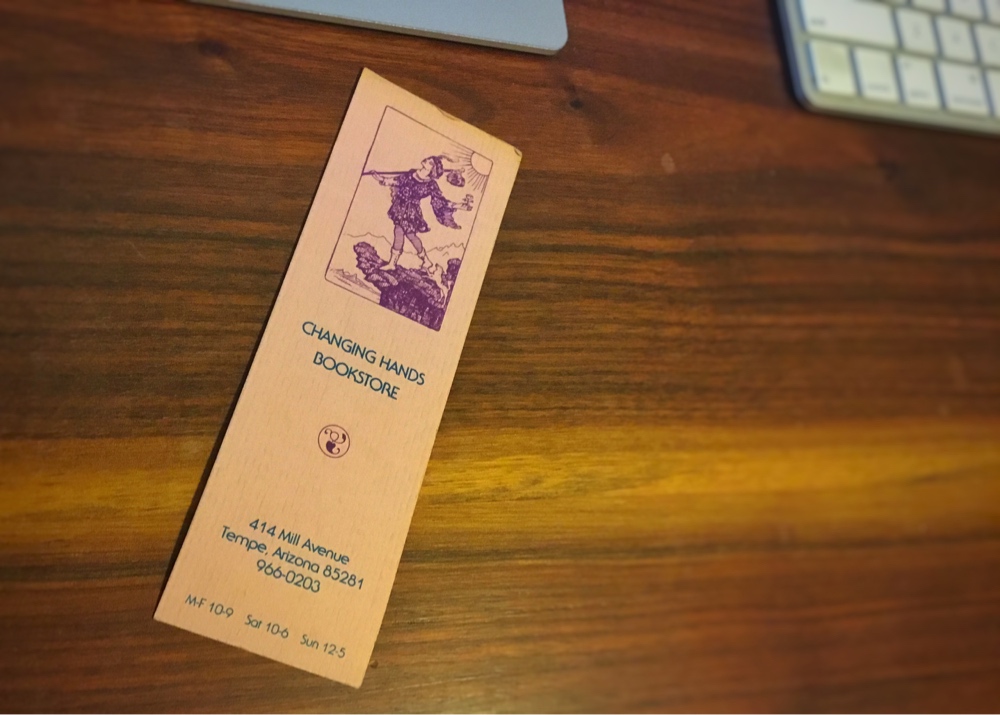 CHANGING HANDS
BOOKSTORE
414 Mill Avenue
Tempe, Arizona 85281
966-0203
M-F 10-9 Sat 10-6 Sun 12-5